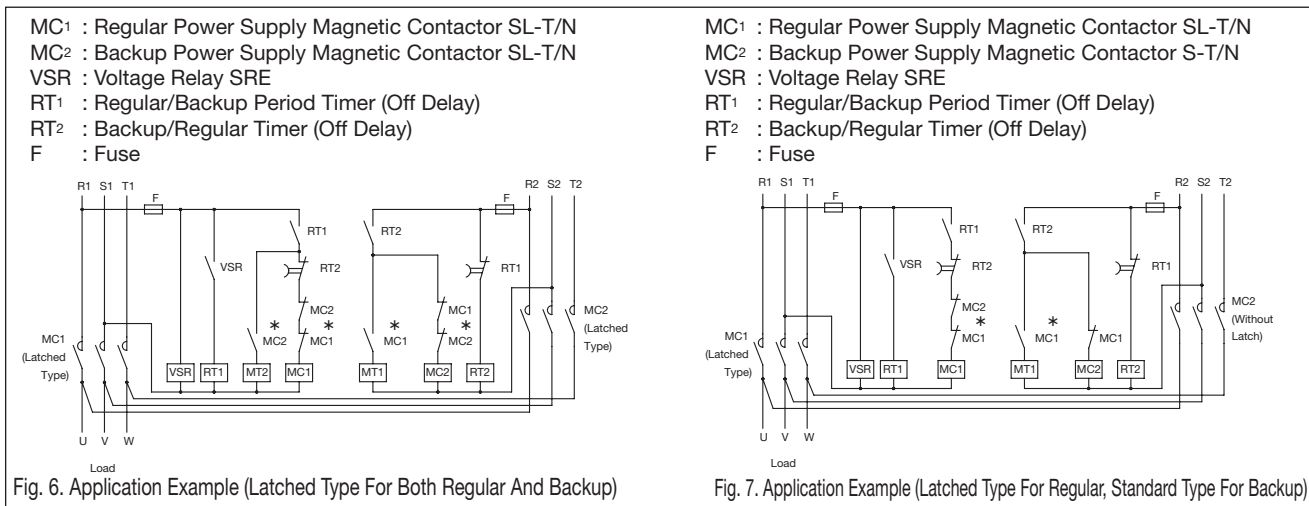 MC1 : Regular Power Supply Magnetic Contactor SL-T/N
MC2 : Backup Power Supply Magnetic Contactor SL-T/N
VSR : Voltage Relay SRE
RT1 : Regular/Backup Period Timer (Off Delay)
RT2 : Backup/Regular Timer (Off Delay)
F : Fuse
R1 S1 T1
F
F
R2 S2 T2
RT1
RT2
VSR
RT2
RT1
MC2
MC1
MC2
(Latched
Type)
MC1
(Latched
Type)
*
MC2
*
MC1
*
MC1
*
MC2
VSR
RT1
MT2
MC1
MT1
MC2
RT2
U V W
Load
Fig. 6. Application Example (Latched Type For Both Regular And Backup)
MC1 : Regular Power Supply Magnetic Contactor SL-T/N
MC2 : Backup Power Supply Magnetic Contactor S-T/N
VSR : Voltage Relay SRE
RT1 : Regular/Backup Period Timer (Off Delay)
RT2 : Backup/Regular Timer (Off Delay)
F : Fuse
R1 S1 T1
F
F
R2 S2 T2
RT1
RT2
VSR
RT2
RT1
MC2
MC2
(Without
Latch)
MC1
(Latched
Type)
*
MC1
*
MC1
MC1
VSR
RT1
MC1
MT1
MC2
RT2
U V W
Load
Fig. 7. Application Example (Latched Type For Regular, Standard Type For Backup)